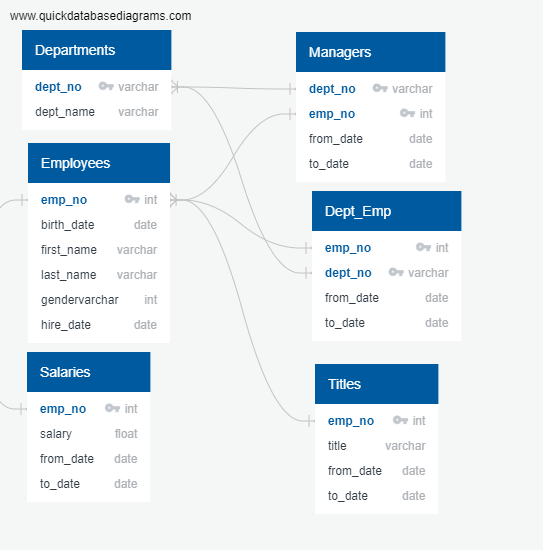 www.quickdatabasediagrams.com
Departments
dept_no varchar
dept_name varchar
Employees
emp_no int
birth_date date
first_name varchar
last_name varchar
gendervarchar int
hire_date date
Salaries
emp_no int
salary float
from_date date
to_date date
Managers
dept_no varchar
emp_no int
from_date date
to_date date
Dept_Emp
emp_no int
dept_no varchar
from_date date
to_date date
Titles
emp_no int
title varchar
from_date date
to_date date